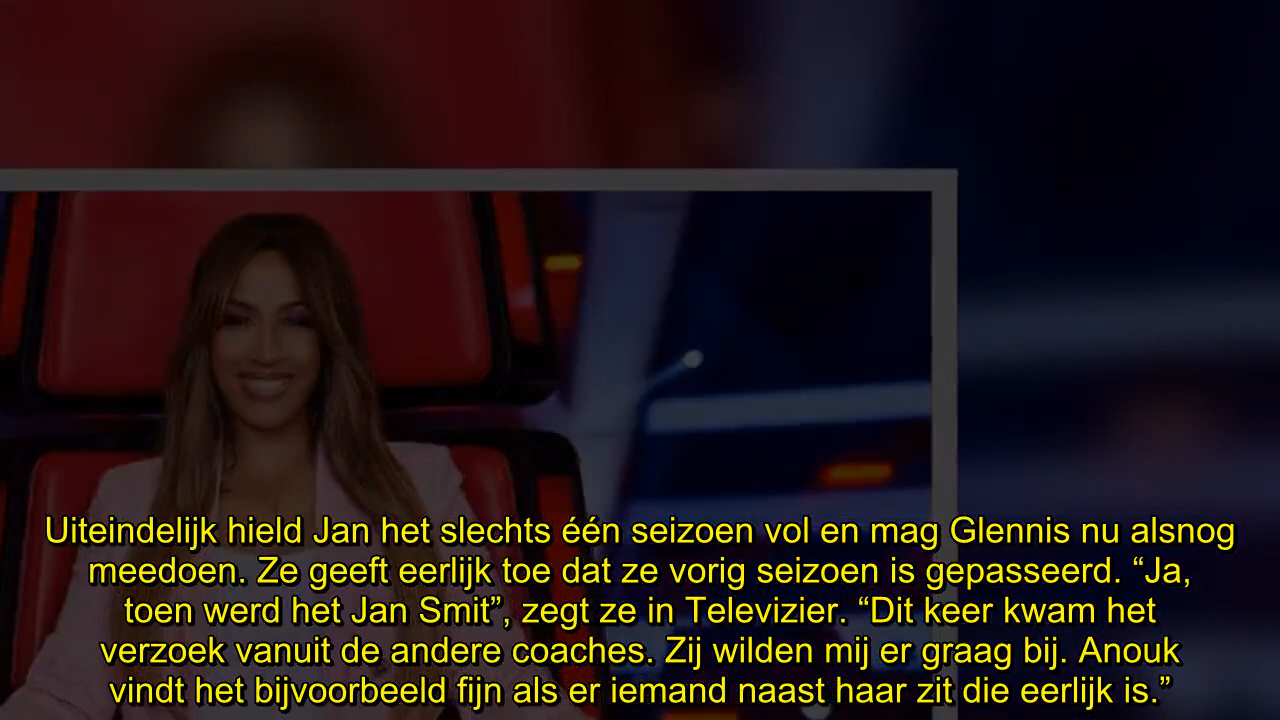 Uiteindelijk hield Jan het slechts één seizoen vol en mag Glennis nu alsnog
meedoen. Ze geeft eerlijk toe dat ze vorig seizoen is gepasseerd. “Ja,
toen werd het Jan Smit”, zegt ze in Televizier. “Dit keer kwam het
verzoek vanuit de andere coaches. Zij wilden mij er graag bij. Anouk
vindt het bijvoorbeeld fijn als er iemand naast haar zit die eerlijk is.”